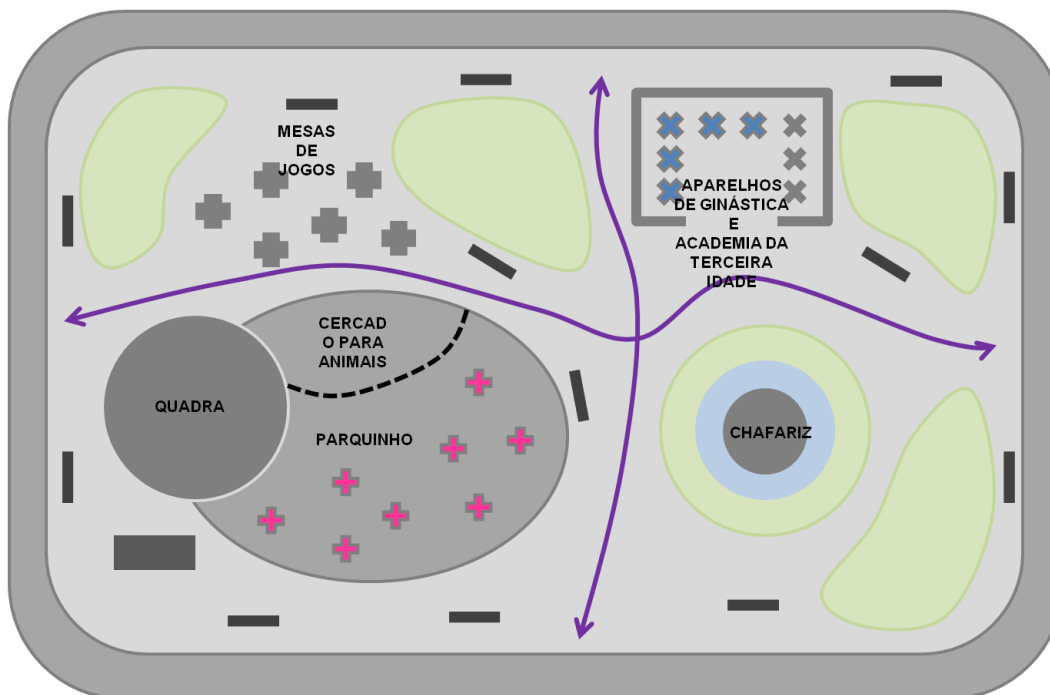 MESAS
DE
JOGOS
APARELHOS
DE GINÁSTICA
E
ACADEMIA DA
TERCEIRA
IDADE
CERCAD
O PARA
ANIMAIS
QUADRA
PARQUINHO
CHAFARIZ